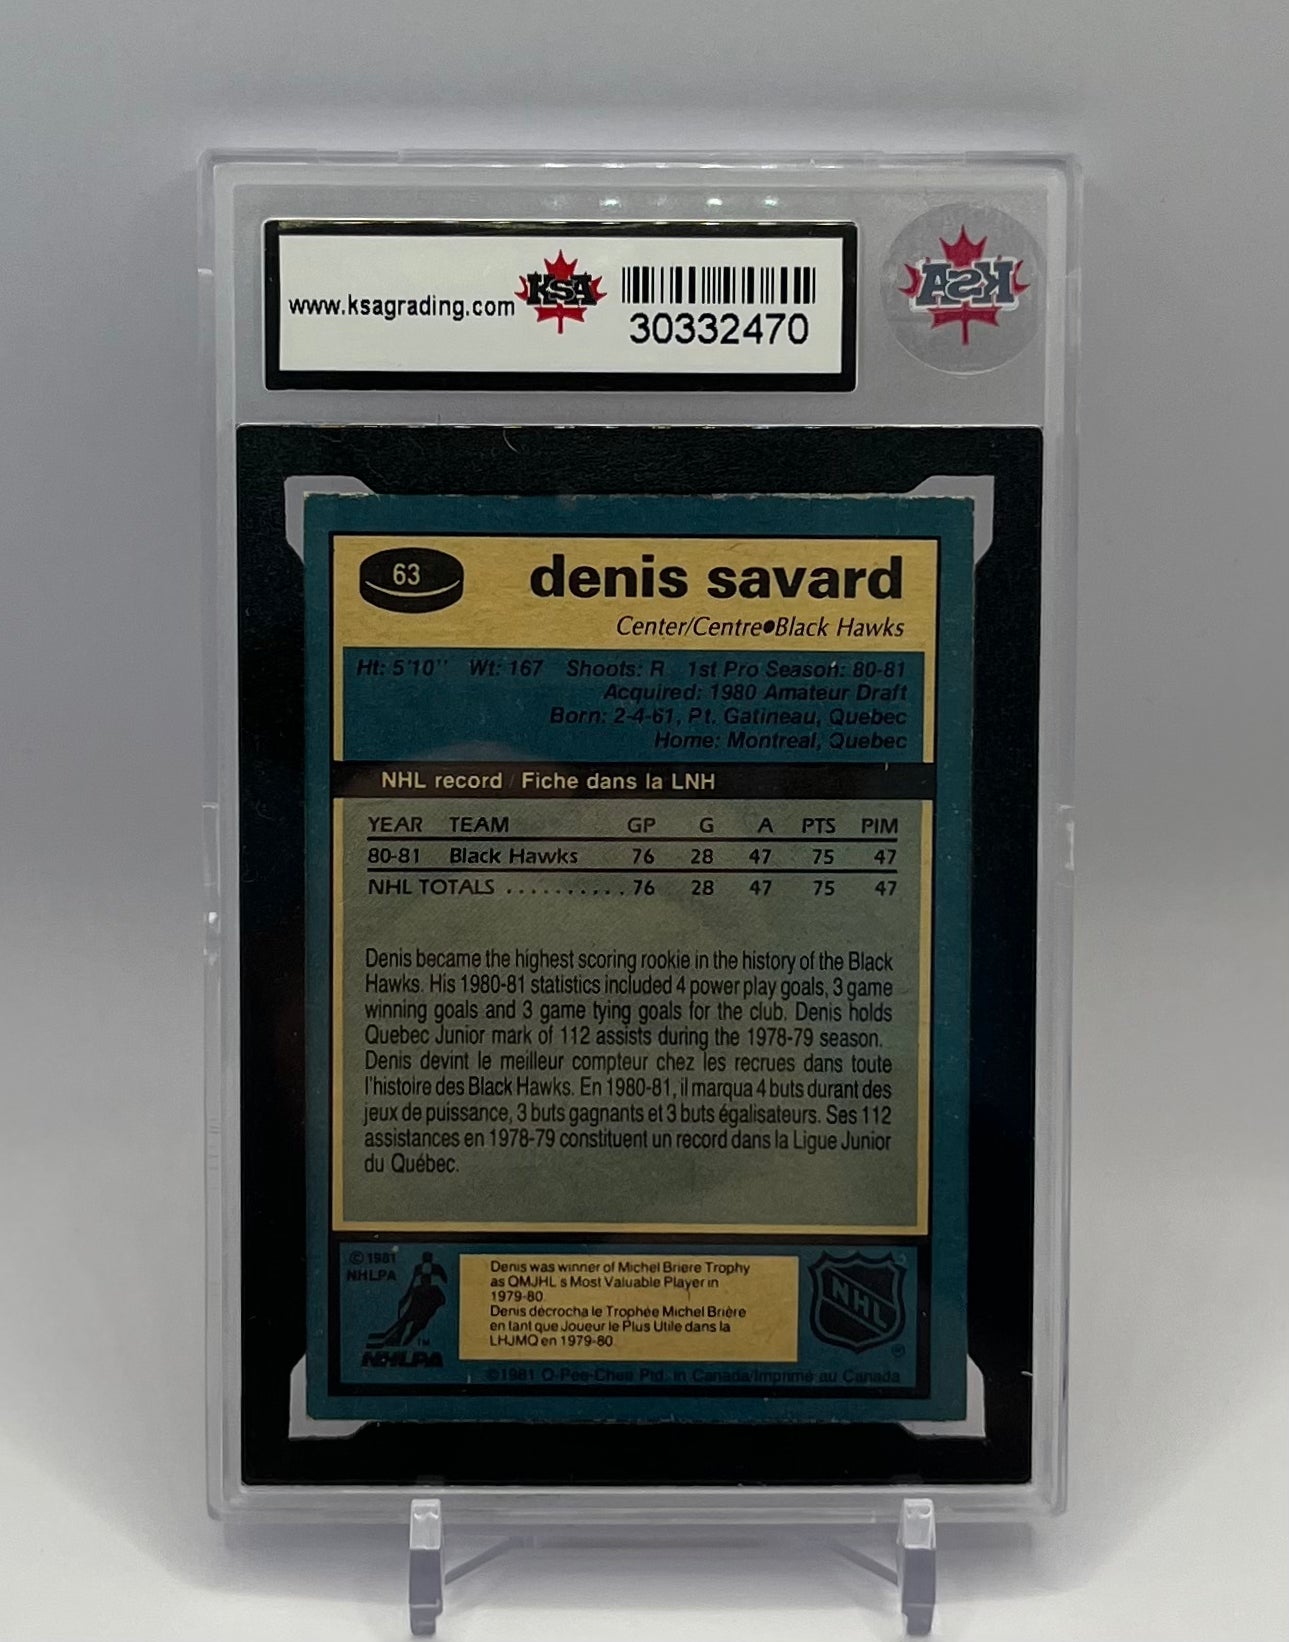 www.ksagrading.com KSA 30332470
KSA
63 denis savard
Center/Centre●Black Hawks
Ht: 5'10'' Wt: 167 Shoots: R 1st Pro Season: 80-81
Acquired: 1980 Amateur Draft
Born: 2-4-61, Pt. Gatineau, Quebec
Home: Montreal, Quebec
NHL record / Fiche dans la LNH
YEAR TEAM GP G A PTS PIM
80-81 Black Hawks 76 28 47 75 47
NHL TOTALS .......... 76 28 47 75 47
Denis became the highest scoring rookie in the history of the Black
Hawks. His 1980-81 statistics included 4 power play goals, 3 game
winning goals and 3 game tying goals for the club. Denis holds
Quebec Junior mark of 112 assists during the 1978-79 season.
Denis devint le meilleur compteur chez les recrues dans toute
l'histoire des Black Hawks. En 1980-81, il marqua 4 buts durant des
jeux de puissance, 3 buts gagnants et 3 buts égalisateurs. Ses 112
assistances en 1978-79 constituent un record dans la Ligue Junior
du Québec.
© 1981
NHLPA
TM
NHLPA
Denis was winner of Michel Briere Trophy
as QMJHL s Most Valuable Player in
1979-80.
Denis décrocha le Trophée Michel Brière
en tant que Joueur le Plus Utile dans la
LHJMQ en 1979-80.
NHL
®
©1981 O-Pee-Chee Ptd. in Canada/Imprimé au Canada